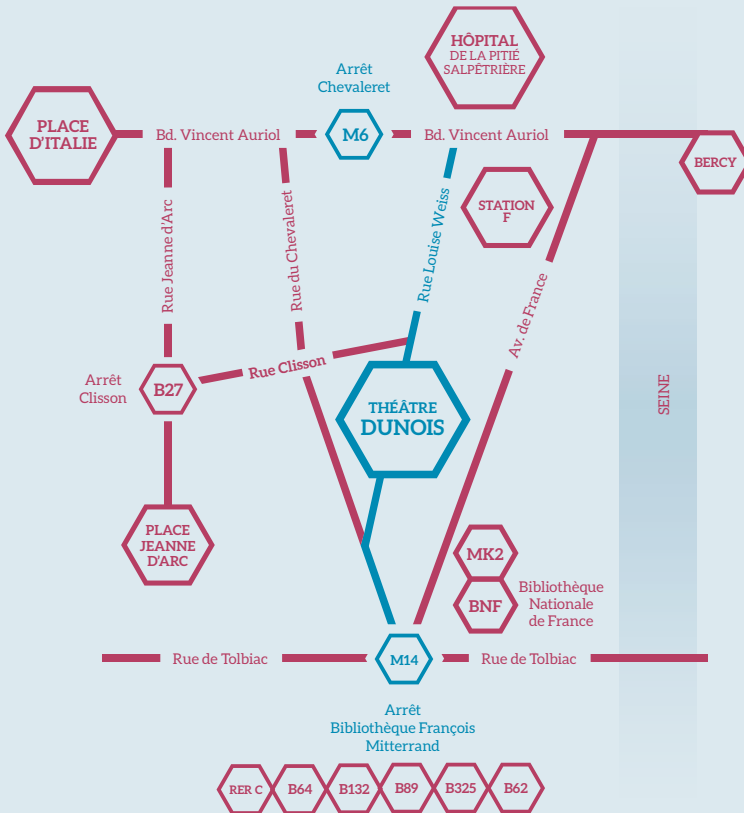 HÔPITAL
DE LA PITIÉ
SALPÊTRIÈRE
Arrêt
Chevaleret
PLACE
D'ITALIE
Bd. Vincent Auriol
M6
Bd. Vincent Auriol
BERCY
STATION
F
Rue Jeanne d'Arc
Rue du Chevaleret
Rue Louise Weiss
Av. de France
SEINE
Arrêt
Clisson
B27
Rue Clisson
THÉÂTRE
DUNOIS
PLACE
JEANNE
D'ARC
MK2
BNF
Bibliothèque
Nationale
de France
Rue de Tolbiac
M14
Rue de Tolbiac
Arrêt
Bibliothèque François
Mitterrand
RER C
B64
B132
B89
B325
B62